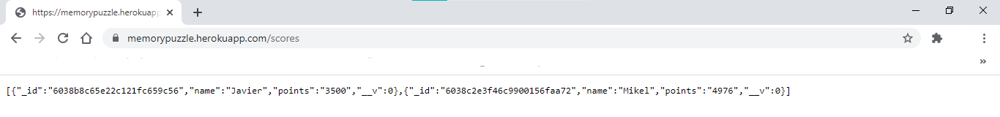 https://memorypuzzle.herokuapp
memorypuzzle.herokuapp.com/scores
[{"_id":"6038b8c65e22c121fc659c56","name":"Javier","points":"3500","__v":0},{"_id":"6038c2e3f46c9900156faa72","name":"Mikel","points":"4976","__v":0}]